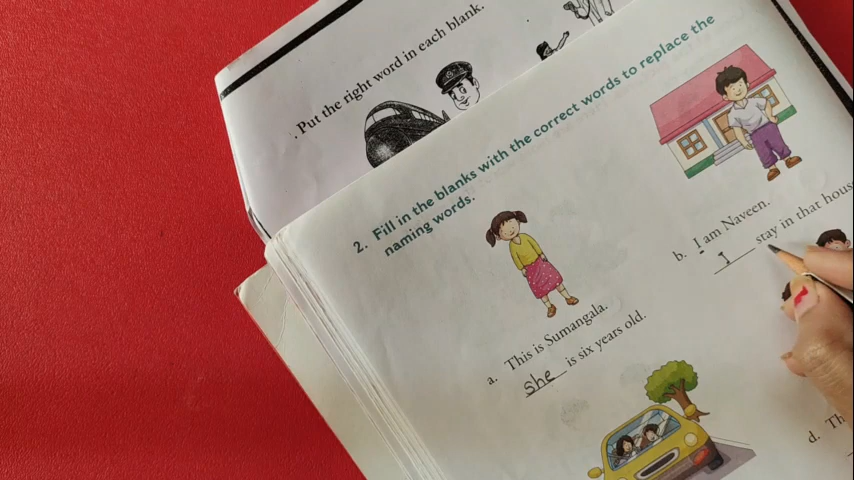 . Put the right word in each blank.
2. Fill in the blanks with the correct words to replace the
naming words.
a. This is Sumangala.
she is six years old.
b. I am Naveen.
I stay in that hous
d. Th